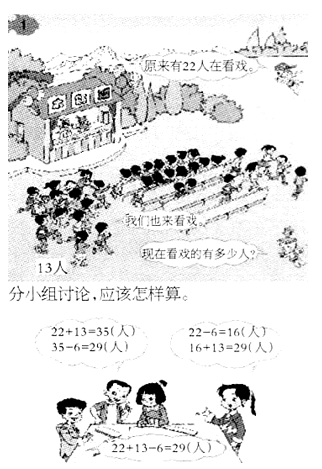 1
原来有22人在看戏。
我们也来看戏。
现在看戏的有多少人?
13人
分小组讨论,应该怎样算。
22+13=35(人)
35-6=29(人)
22-6=16(人)
16+13=29(人)
22+13-6=29(人)